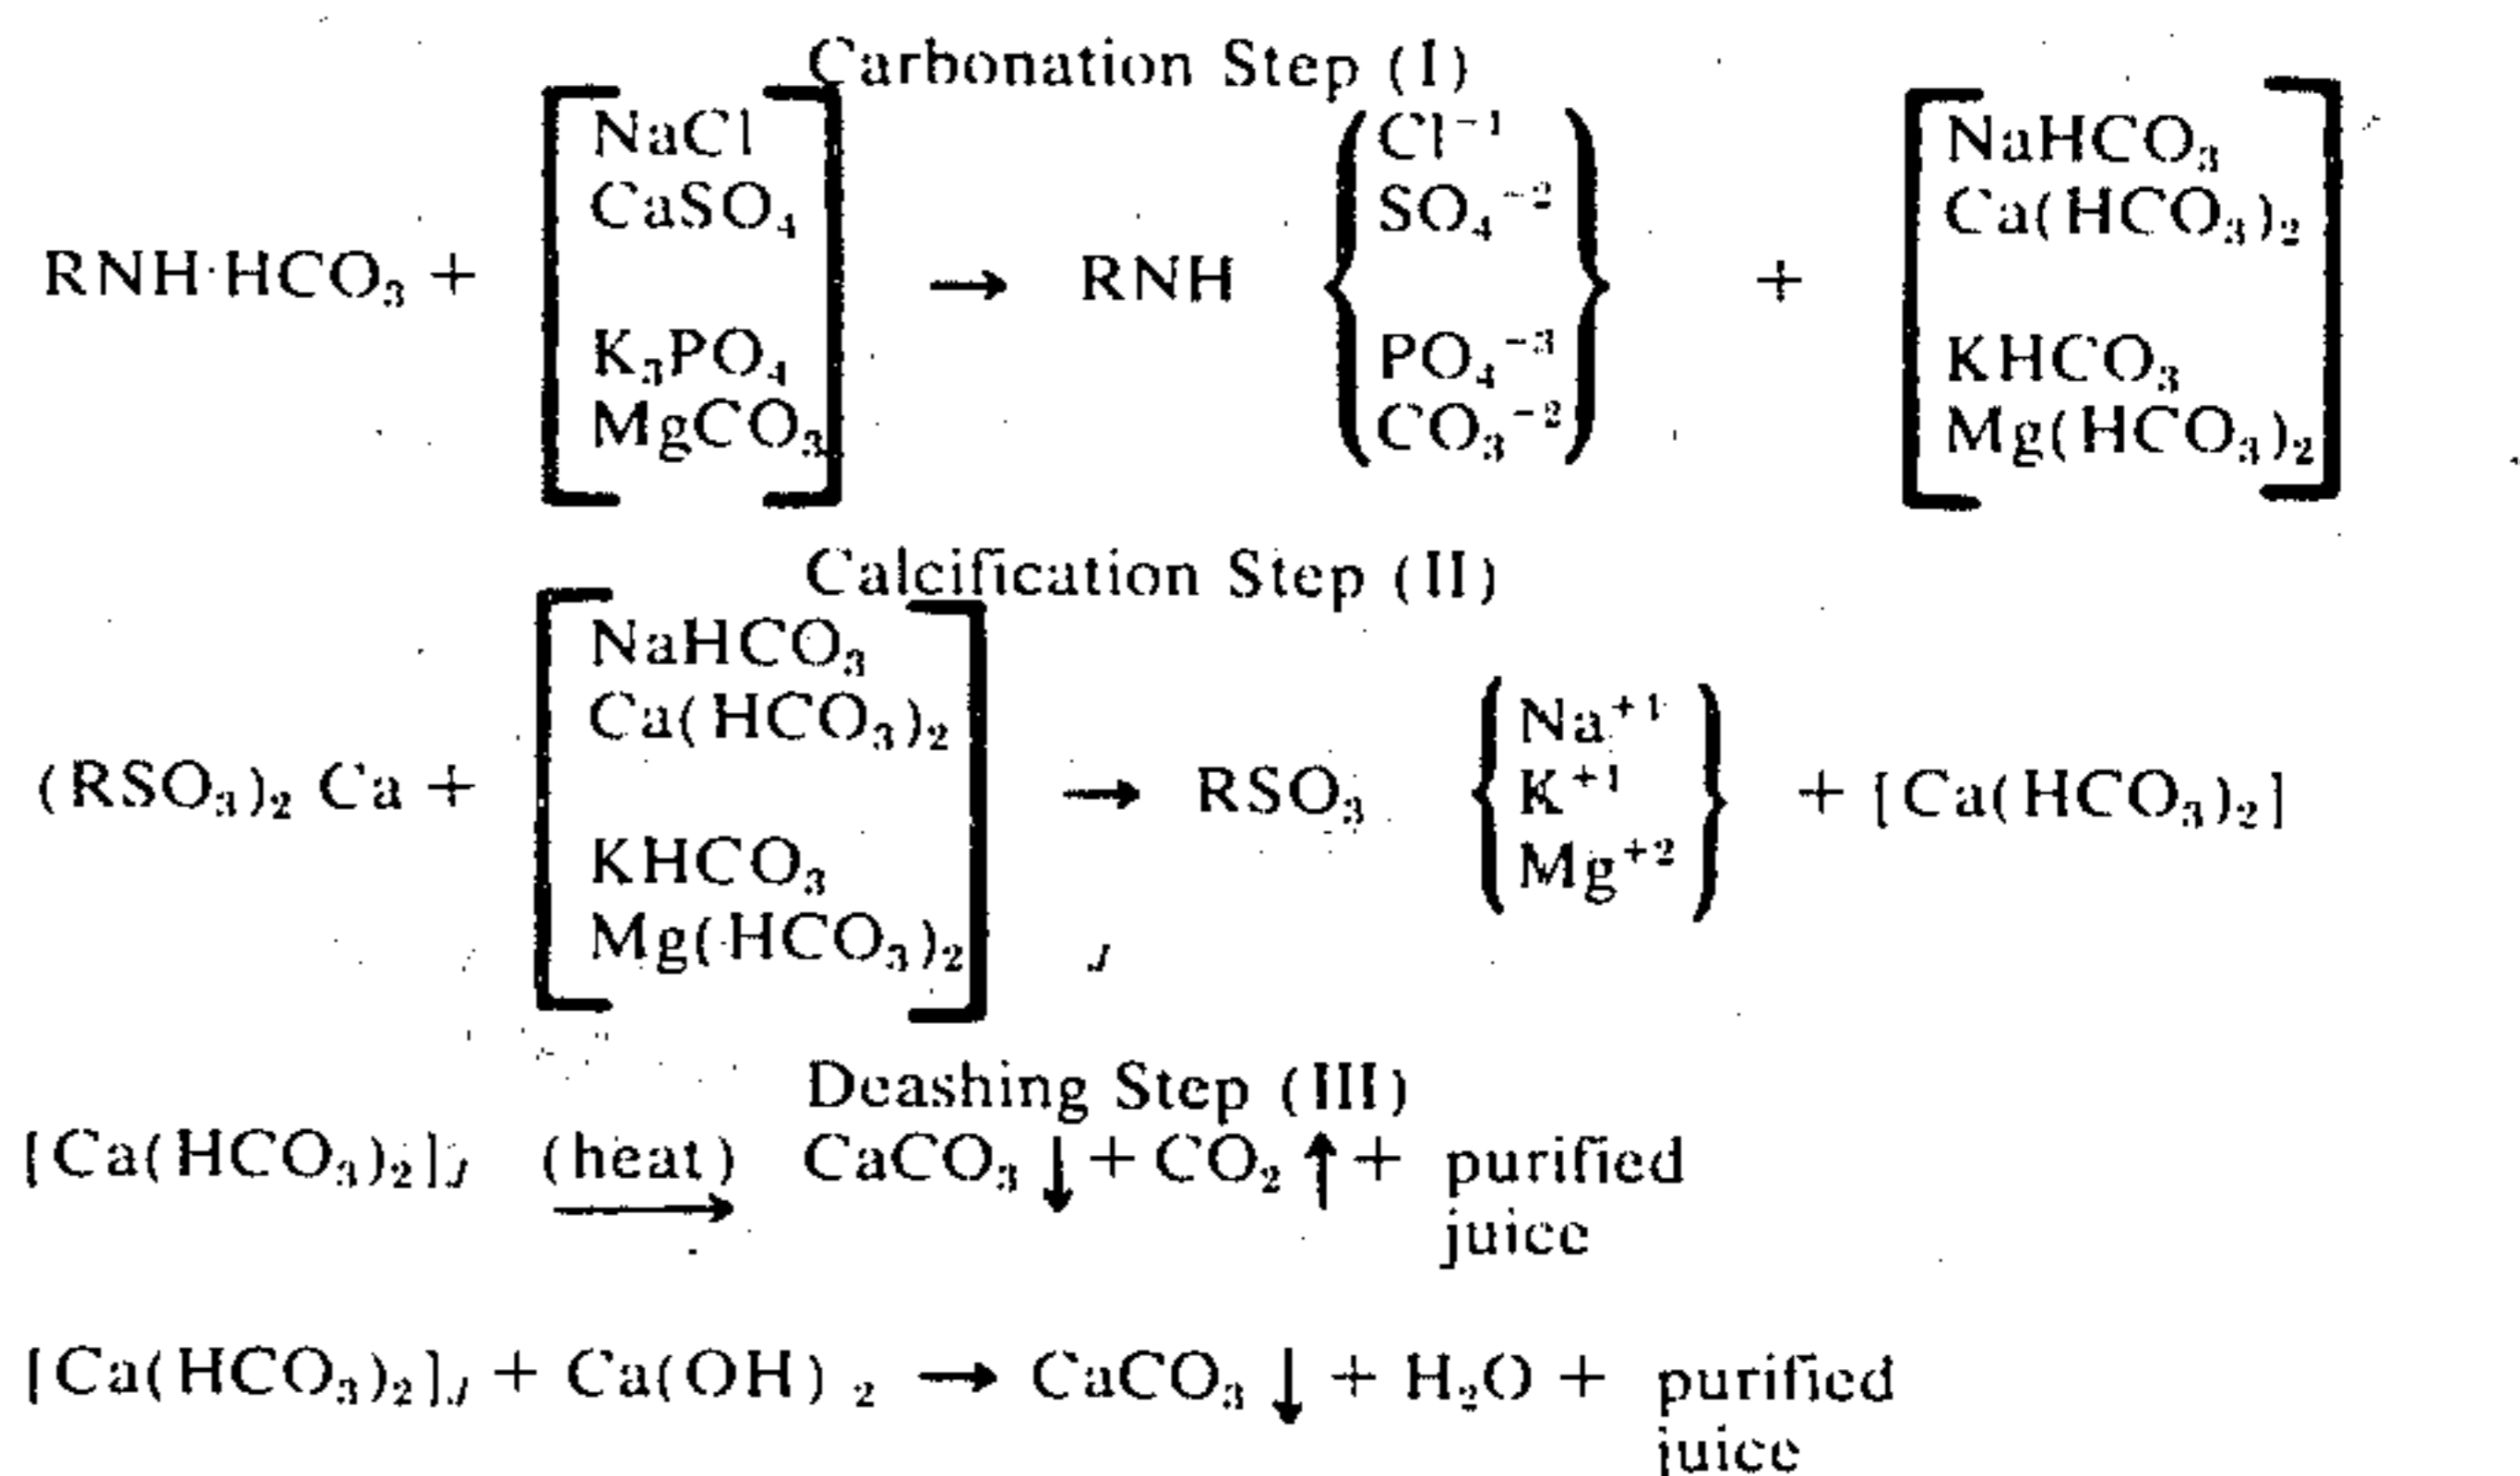 Carbonation Step (I)
RNH·HCO₃ + [NaCl CaSO₄ K₃PO₄ MgCO₃] → RNH {Cl⁻¹ SO₄⁻² PO₄⁻³ CO₃⁻²} + [NaHCO₃ Ca(HCO₃)₂ KHCO₃ Mg(HCO₃)₂]
Calcification Step (II)
(RSO₃)₂ Ca + [NaHCO₃ Ca(HCO₃)₂ KHCO₃ Mg(HCO₃)₂]J → RSO₃ {Na⁺¹ K⁺¹ Mg⁺²} + [Ca(HCO₃)₂]
Deashing Step (III)
[Ca(HCO₃)₂]J (heat) → CaCO₃ ↓ + CO₂ ↑ + purified
juice
[Ca(HCO₃)₂]J + Ca(OH)₂ → CaCO₃ ↓ + H₂O + purified
juice